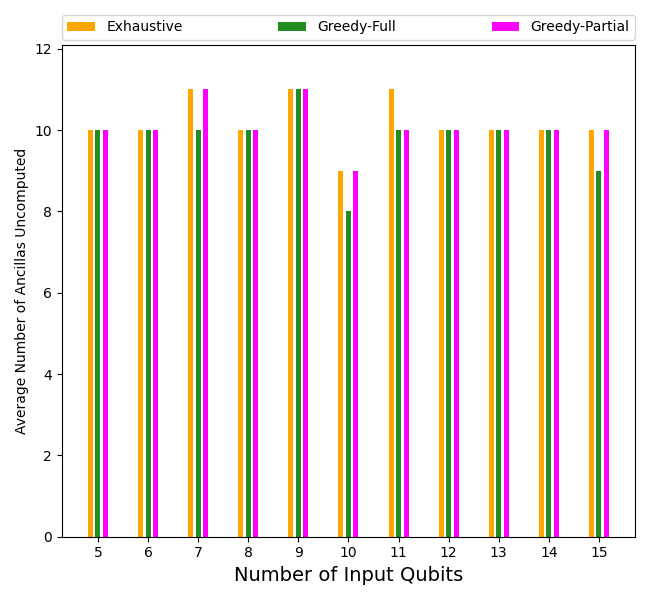 Exhaustive Greedy-Full Greedy-Partial
Average Number of Ancillas Uncomputed
12
10
8
6
4
2
0
5 6 7 8 9 10 11 12 13 14 15
Number of Input Qubits